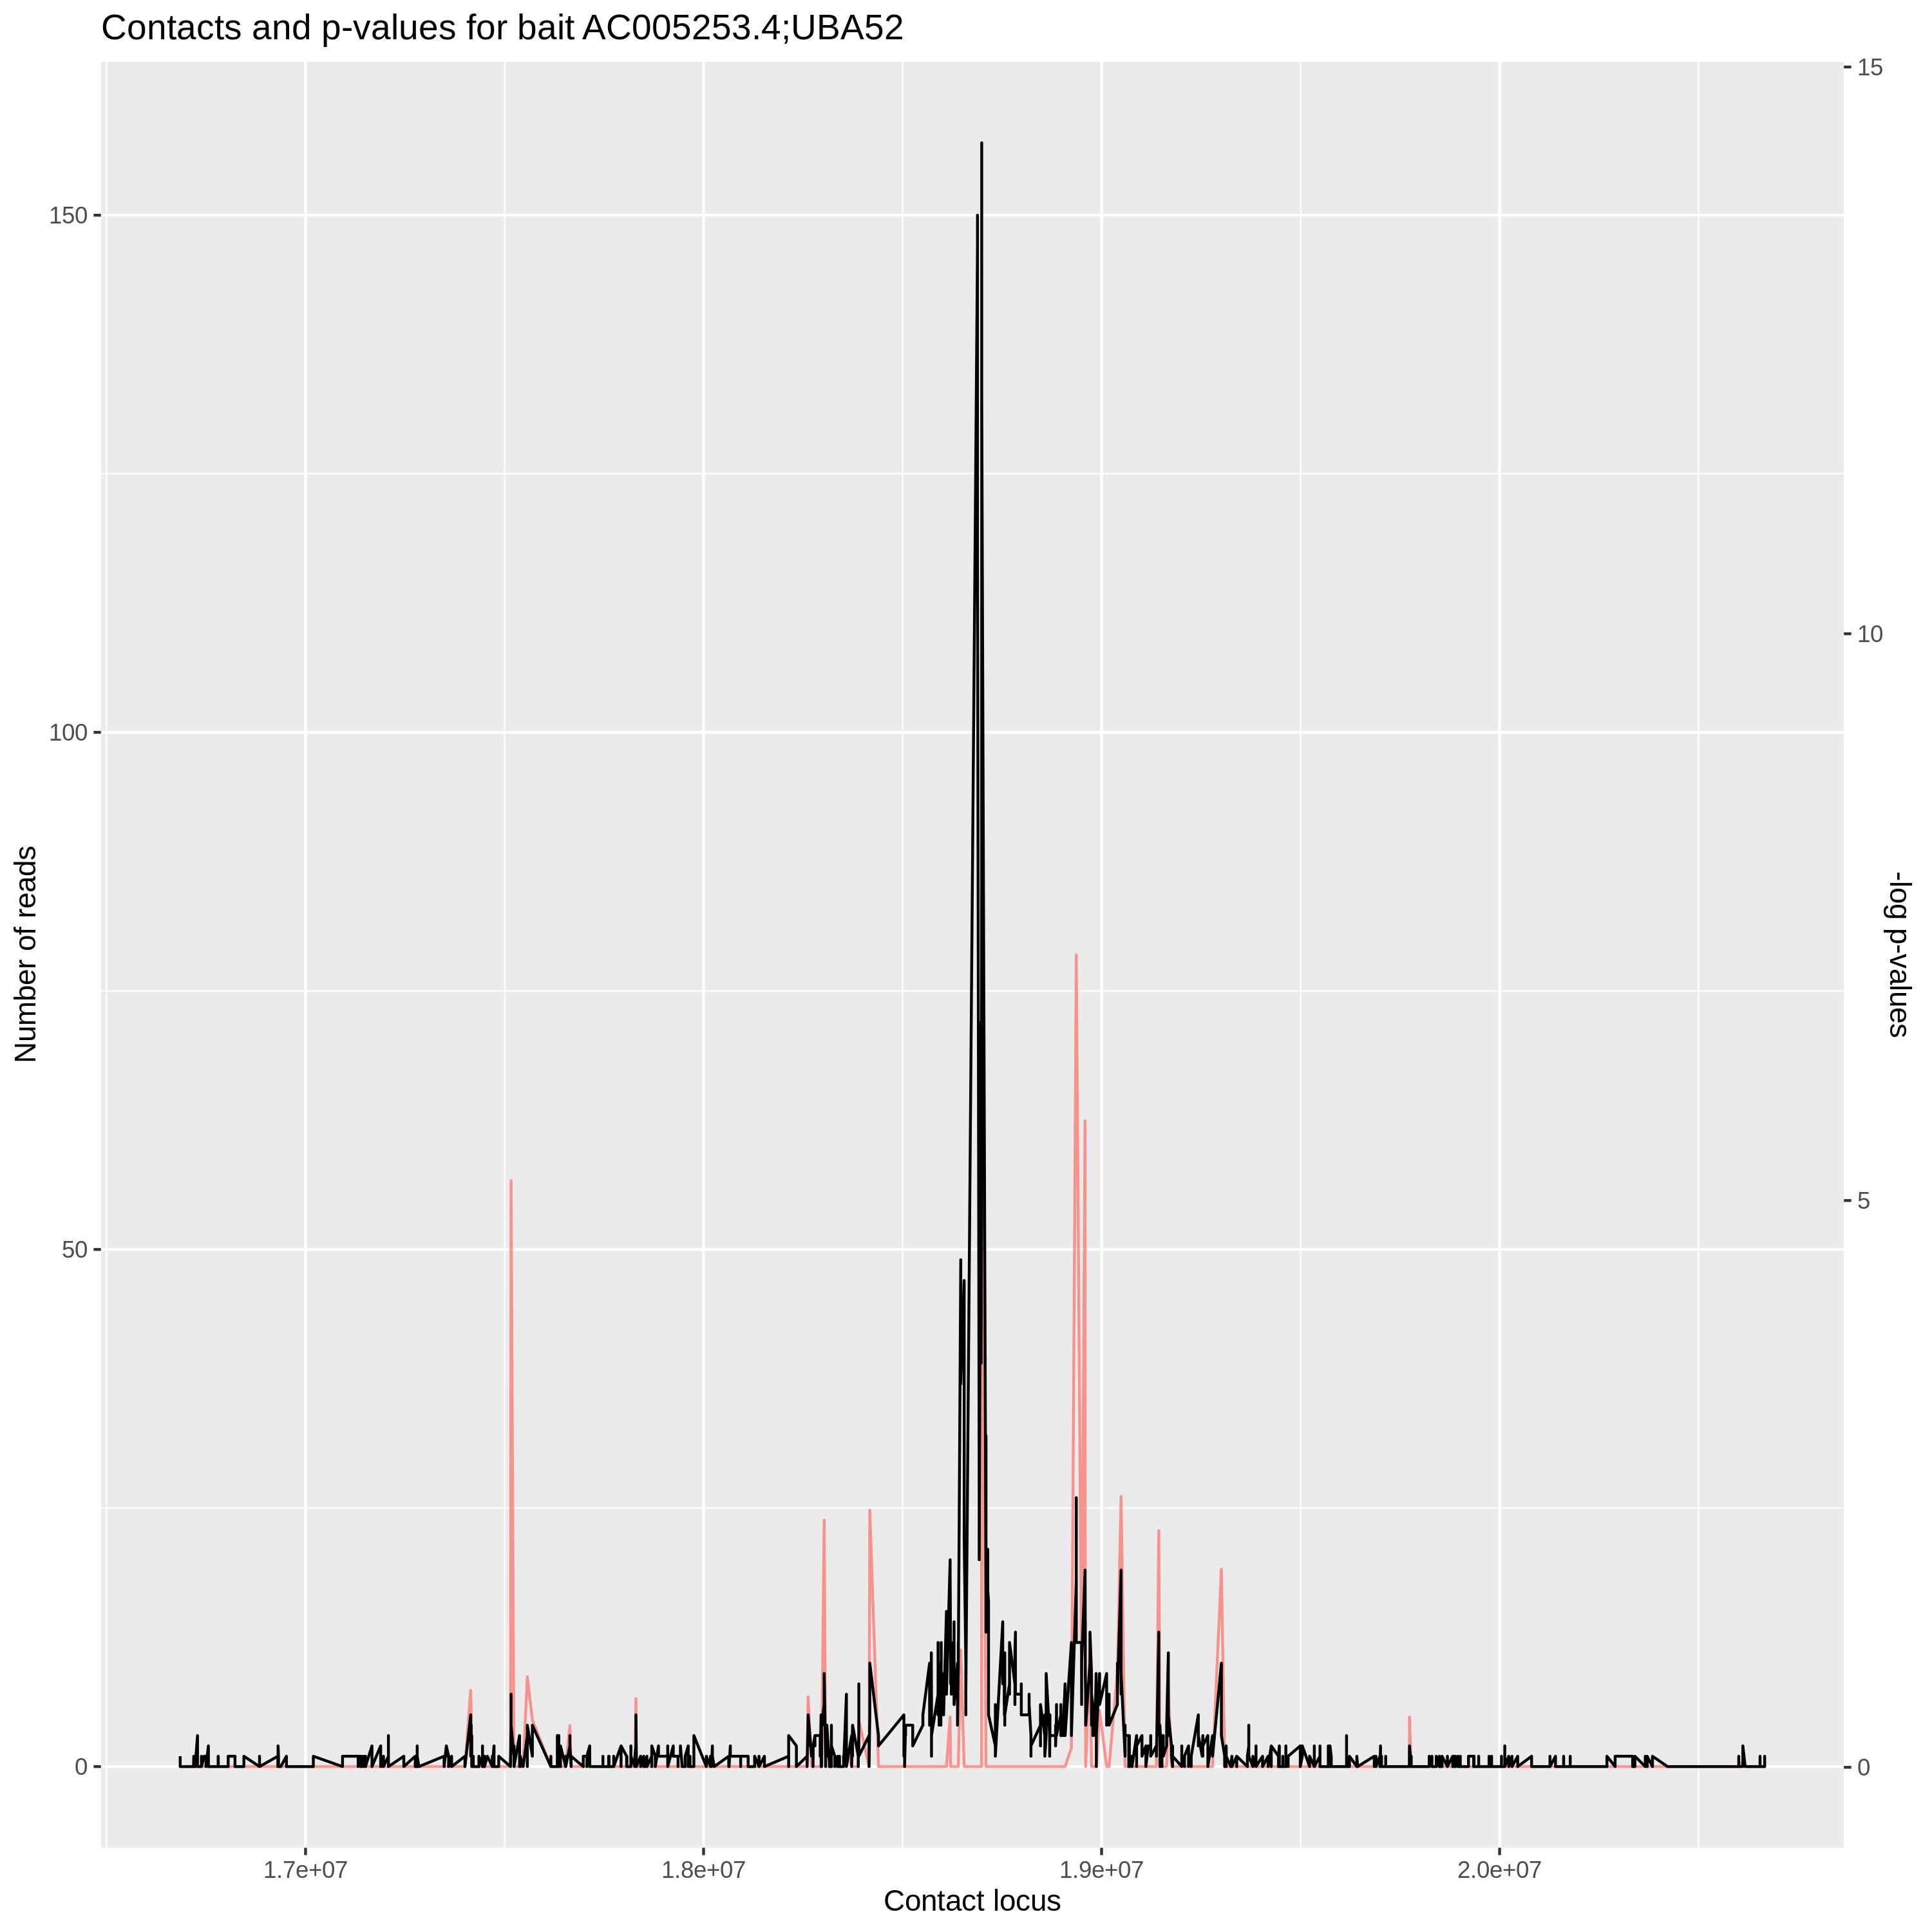 Contacts and p-values for bait AC005253.4;UBA52
150
100
50
0
15
10
5
0
Number of reads
-log p-values
1.7e+07
1.8e+07
1.9e+07
2.0e+07
Contact locus